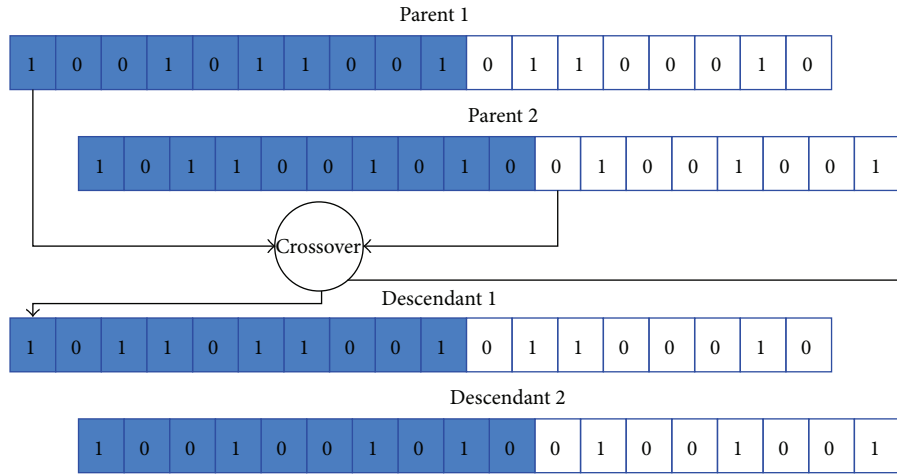 Parent 1
1 0 0 1 0 1 1 0 0 1 0 1 1 0 0 0 1 0
Parent 2
1 0 1 1 0 0 1 0 1 0 0 1 0 0 1 0 0 1
Crossover
Descendant 1
1 0 1 1 0 1 1 0 0 1 0 1 1 0 0 0 1 0
Descendant 2
1 0 0 1 0 0 1 0 1 0 0 1 0 0 1 0 0 1